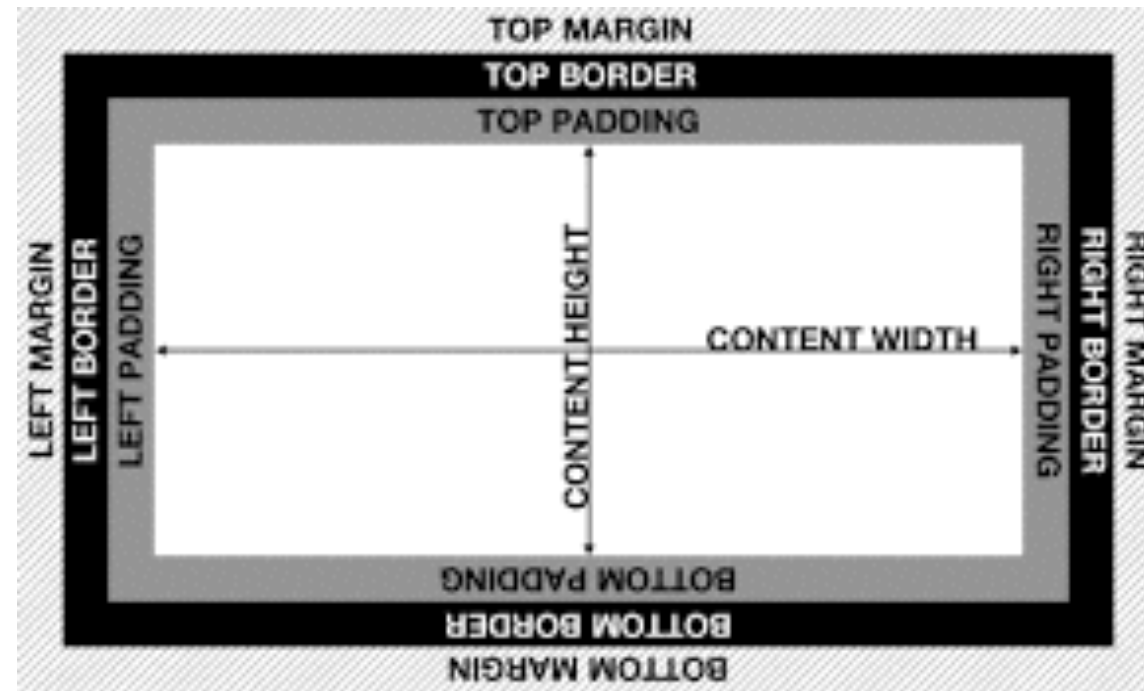 TOP MARGIN
TOP BORDER
TOP PADDING
LEFT MARGIN
LEFT BORDER
LEFT PADDING
CONTENT HEIGHT
CONTENT WIDTH
RIGHT PADDING
RIGHT BORDER
RIGHT MARGIN
BOTTOM PADDING
BOTTOM BORDER
BOTTOM MARGIN